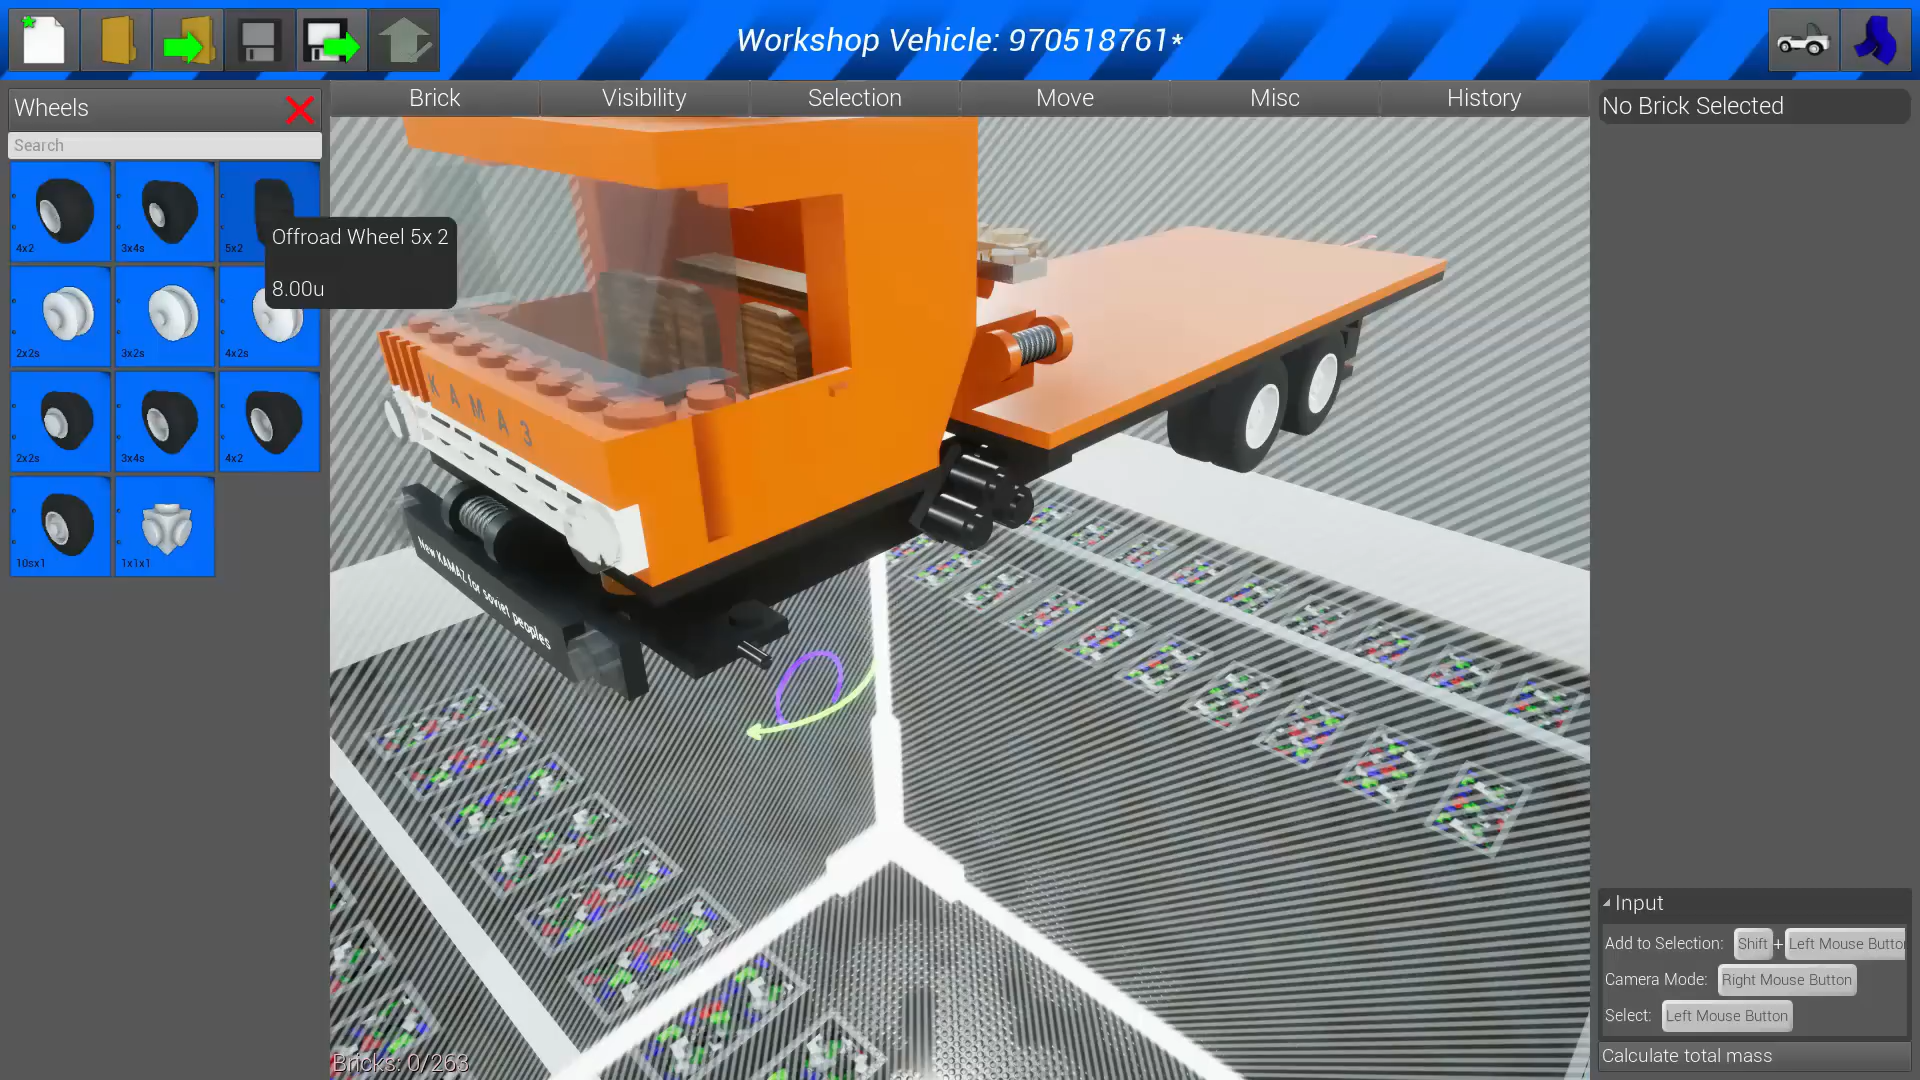 Workshop Vehicle: 970518761*
Wheels
Search
4x2
3x4s
5x2
Offroad Wheel 5x 2
8.00u
2x2s
3x2s
4x2s
2x2s
3x4s
4x2
10sx1
1x1x1
Brick
Visibility
Selection
Move
Misc
History
КАМАЗ
New KAMAZ for soviet peoples
Bricks: 0/263
No Brick Selected
Input
Add to Selection: Shift + Left Mouse Butto
Camera Mode: Right Mouse Button
Select: Left Mouse Button
Calculate total mass